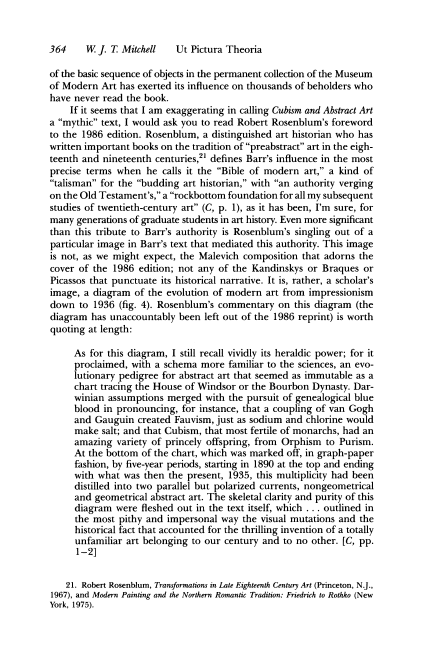 364 W. J. T. Mitchell Ut Pictura Theoria
of the basic sequence of objects in the permanent collection of the Museum
of Modern Art has exerted its influence on thousands of beholders who
have never read the book.
If it seems that I am exaggerating in calling Cubism and Abstract Art
a “mythic” text, I would ask you to read Robert Rosenblum’s foreword
to the 1986 edition. Rosenblum, a distinguished art historian who has
written important books on the tradition of “preabstract” art in the eigh-
teenth and nineteenth centuries,21 defines Barr’s influence in the most
precise terms when he calls it the “Bible of modern art,” a kind of
“talisman” for the “budding art historian,” with “an authority verging
on the Old Testament’s,” a “rockbottom foundation for all my subsequent
studies of twentieth-century art” (C, p. 1), as it has been, I’m sure, for
many generations of graduate students in art history. Even more significant
than this tribute to Barr’s authority is Rosenblum’s singling out of a
particular image in Barr’s text that mediated this authority. This image
is not, as we might expect, the Malevich composition that adorns the
cover of the 1986 edition; not any of the Kandinskys or Braques or
Picassos that punctuate its historical narrative. It is, rather, a scholar’s
image, a diagram of the evolution of modern art from impressionism
down to 1936 (fig. 4). Rosenblum’s commentary on this diagram (the
diagram has unaccountably been left out of the 1986 reprint) is worth
quoting at length:
As for this diagram, I still recall vividly its heraldic power; for it
proclaimed, with a schema more familiar to the sciences, an evo-
lutionary pedigree for abstract art that seemed as immutable as a
chart tracing the House of Windsor or the Bourbon Dynasty. Dar-
winian assumptions merged with the pursuit of genealogical blue
blood in pronouncing, for instance, that a coupling of van Gogh
and Gauguin created Fauvism, just as sodium and chlorine would
make salt; and that Cubism, that most fertile of monarchs, had an
amazing variety of princely offspring, from Orphism to Purism.
At the bottom of the chart, which was marked off, in graph-paper
fashion, by five-year periods, starting in 1890 at the top and ending
with what was then the present, 1935, this multiplicity had been
distilled into two parallel but polarized currents, nongeometrical
and geometrical abstract art. The skeletal clarity and purity of this
diagram were fleshed out in the text itself, which . . . outlined in
the most pithy and impersonal way the visual mutations and the
historical fact that accounted for the thrilling invention of a totally
unfamiliar art belonging to our century and to no other. [C, pp.
1–2]
21. Robert Rosenblum, Transformations in Late Eighteenth Century Art (Princeton, N.J.,
1967), and Modern Painting and the Northern Romantic Tradition: Friedrich to Rothko (New
York, 1975).